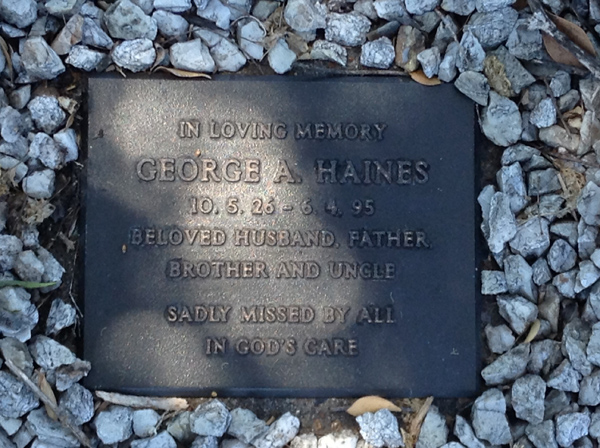 IN LOVING MEMORY
GEORGE A. HAINES
10. 5. 26 - 6. 4. 95
BELOVED HUSBAND, FATHER,
BROTHER AND UNCLE
SADLY MISSED BY ALL
IN GOD'S CARE